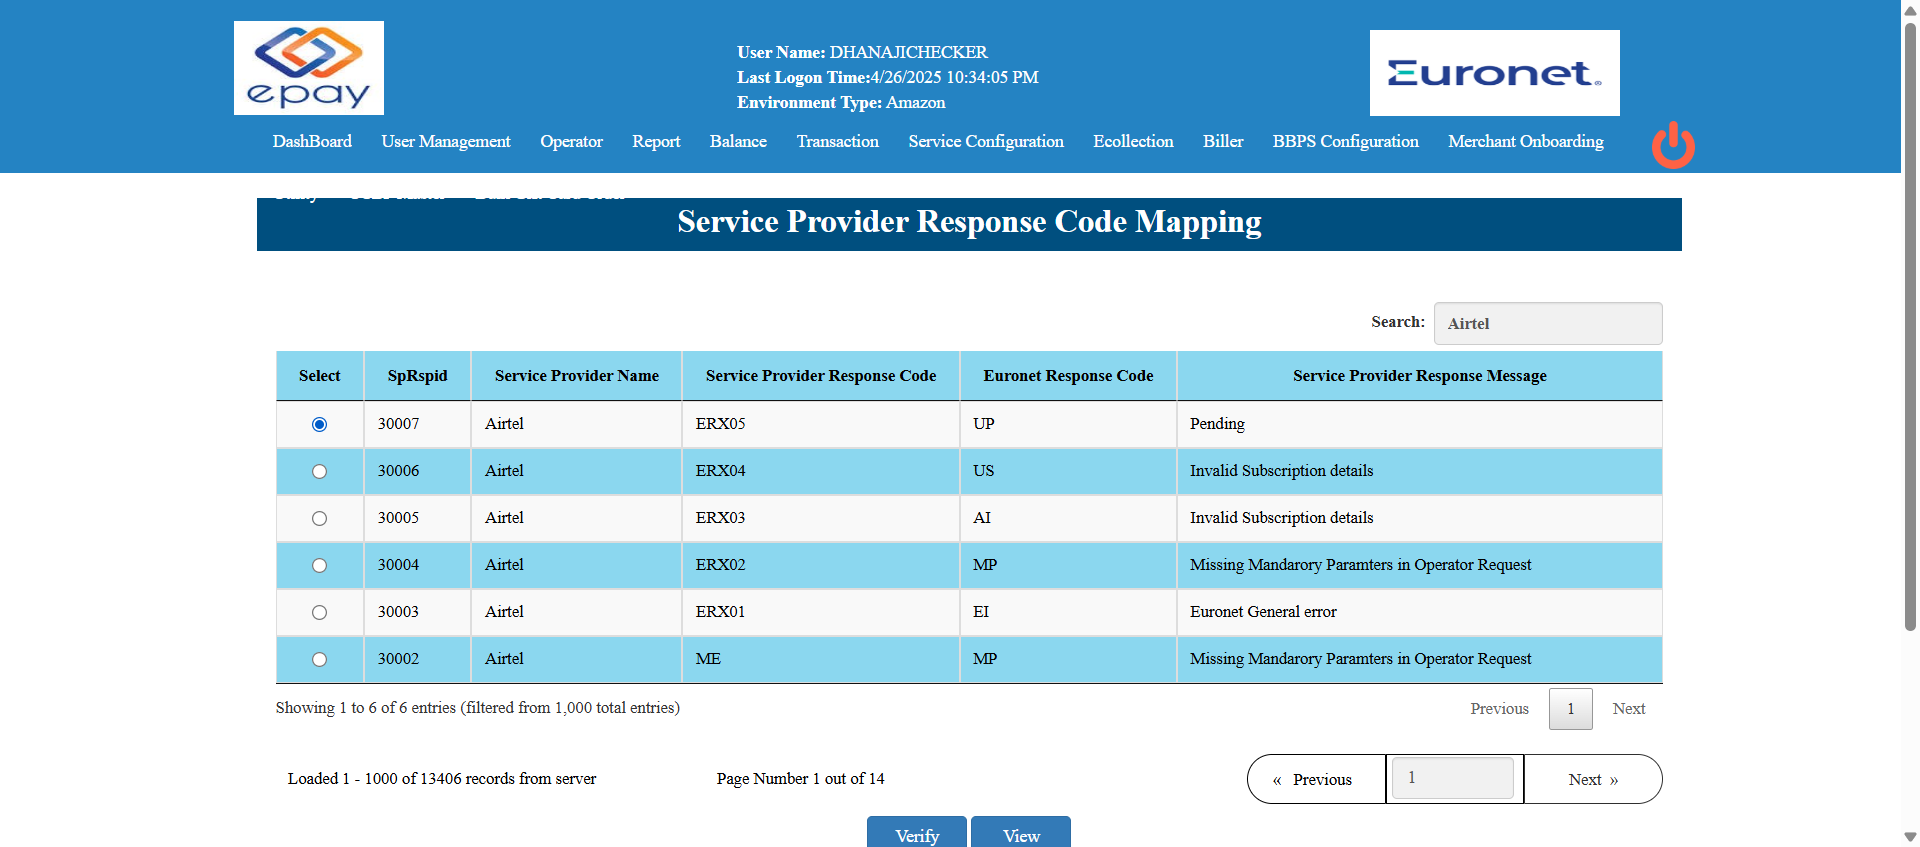 epay
User Name: DHANAJICHECKER
Last Logon Time:4/26/2025 10:34:05 PM
Environment Type: Amazon
Euronet
DashBoard User Management Operator Report Balance Transaction Service Configuration Ecollection Biller BBPS Configuration Merchant Onboarding
Service Provider Response Code Mapping
Search: Airtel
Select SpRspid Service Provider Name Service Provider Response Code Euronet Response Code Service Provider Response Message
30007 Airtel ERX05 UP Pending
30006 Airtel ERX04 US Invalid Subscription details
30005 Airtel ERX03 AI Invalid Subscription details
30004 Airtel ERX02 MP Missing Mandarory Paramters in Operator Request
30003 Airtel ERX01 EI Euronet General error
30002 Airtel ME MP Missing Mandarory Paramters in Operator Request
Showing 1 to 6 of 6 entries (filtered from 1,000 total entries) Previous 1 Next
Loaded 1 - 1000 of 13406 records from server Page Number 1 out of 14 « Previous 1 Next »
Verify View